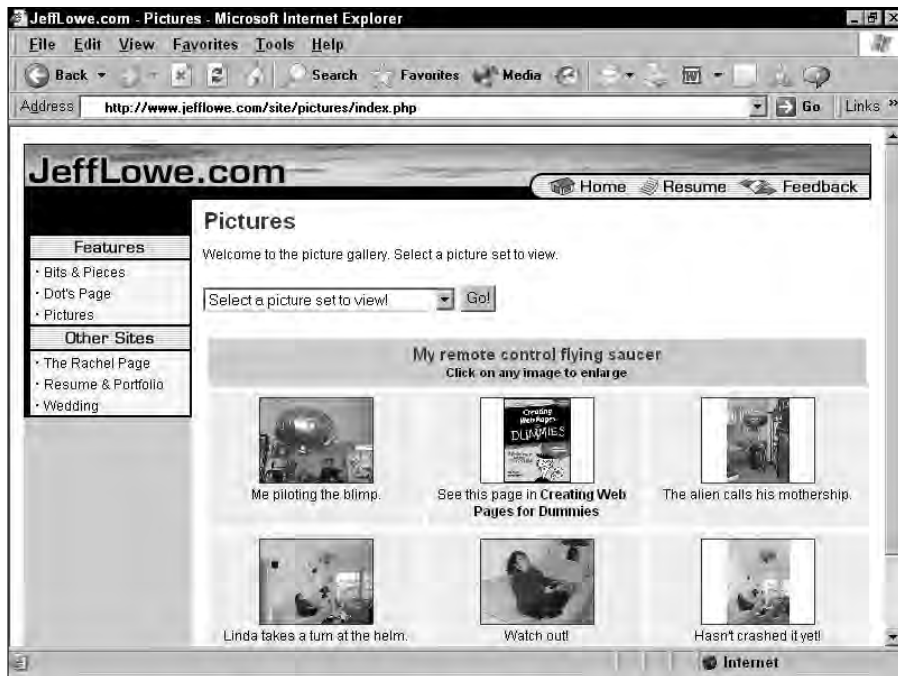 JeffLowe.com - Pictures - Microsoft Internet Explorer
File Edit View Favorites Tools Help
Back Search Favorites Media
Address http://www.jefflowe.com/site/pictures/index.php Go Links »
JeffLowe.com
Home Resume Feedback
Pictures
Welcome to the picture gallery. Select a picture set to view.
Select a picture set to view! Go!
Features
· Bits & Pieces
· Dot's Page
· Pictures
Other Sites
· The Rachel Page
· Resume & Portfolio
· Wedding
My remote control flying saucer
Click on any image to enlarge
Creating
Web Pages
DUMMIES
Me piloting the blimp.
See this page in Creating Web
Pages for Dummies
The alien calls his mothership.
Linda takes a turn at the helm.
Watch out!
Hasn't crashed it yet!
Internet